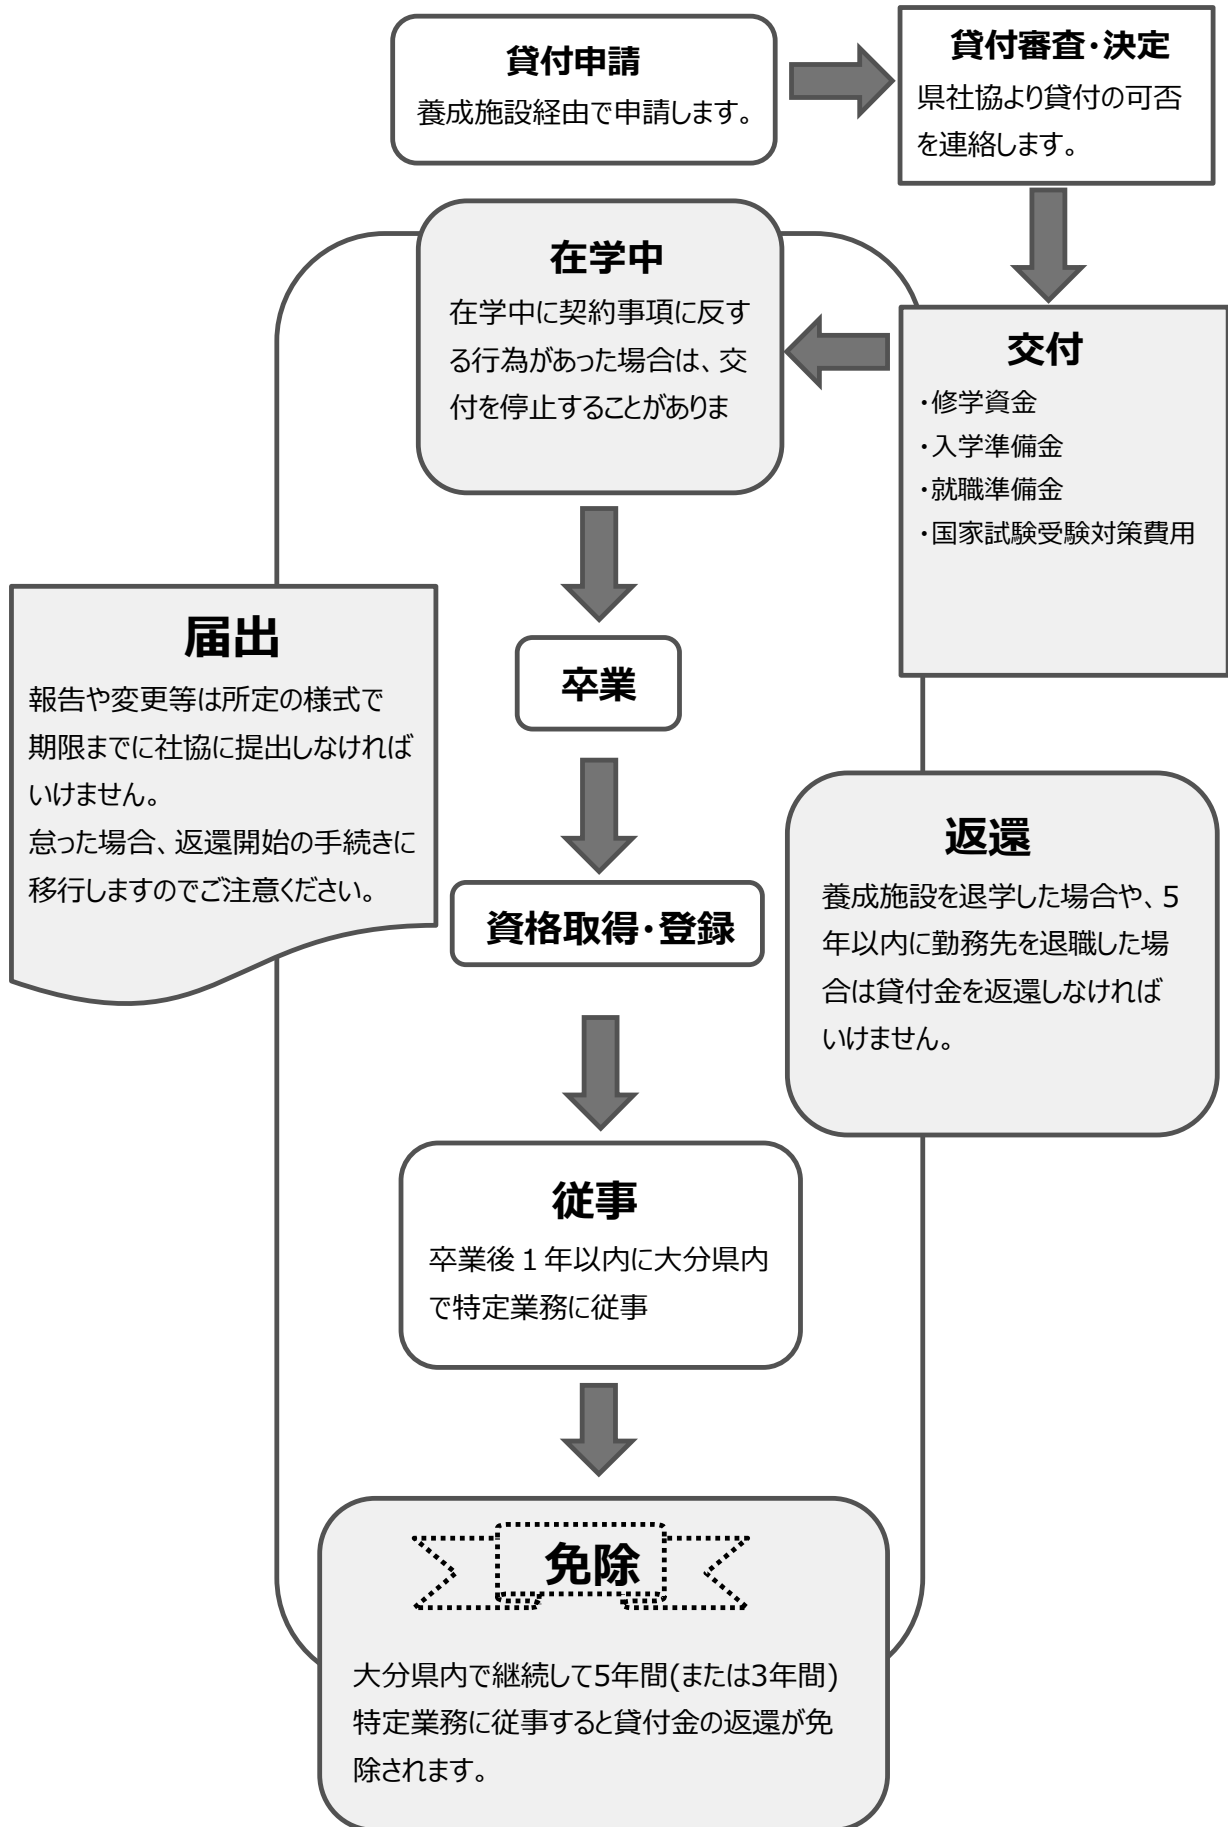 貸付申請
養成施設経由で申請します。
貸付審査・決定
県社協より貸付の可否
を連絡します。
在学中
在学中に契約事項に反す
る行為があった場合は、交
付を停止することがありま
交付
・修学資金
・入学準備金
・就職準備金
・国家試験受験対策費用
届出
報告や変更等は所定の様式で
期限までに社協に提出しなければ
いけません。
怠った場合、返還開始の手続きに
移行しますのでご注意ください。
卒業
返還
養成施設を退学した場合や、5
年以内に勤務先を退職した場
合は貸付金を返還しなければ
いけません。
資格取得・登録
従事
卒業後１年以内に大分県内
で特定業務に従事
免除
大分県内で継続して5年間(または3年間)
特定業務に従事すると貸付金の返還が免
除されます。